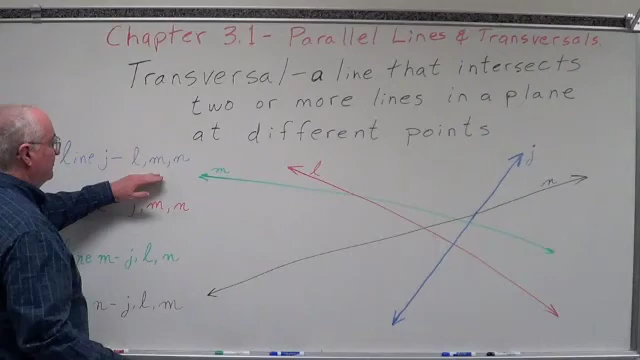 Chapter 3.1- Parallel Lines & Transversals.
Transversal-a line that intersects
two or more lines in a plane
at different points
line j - l, m, n
j, m, n
m - j, l, n
n - j, l, m
m
l
j
n